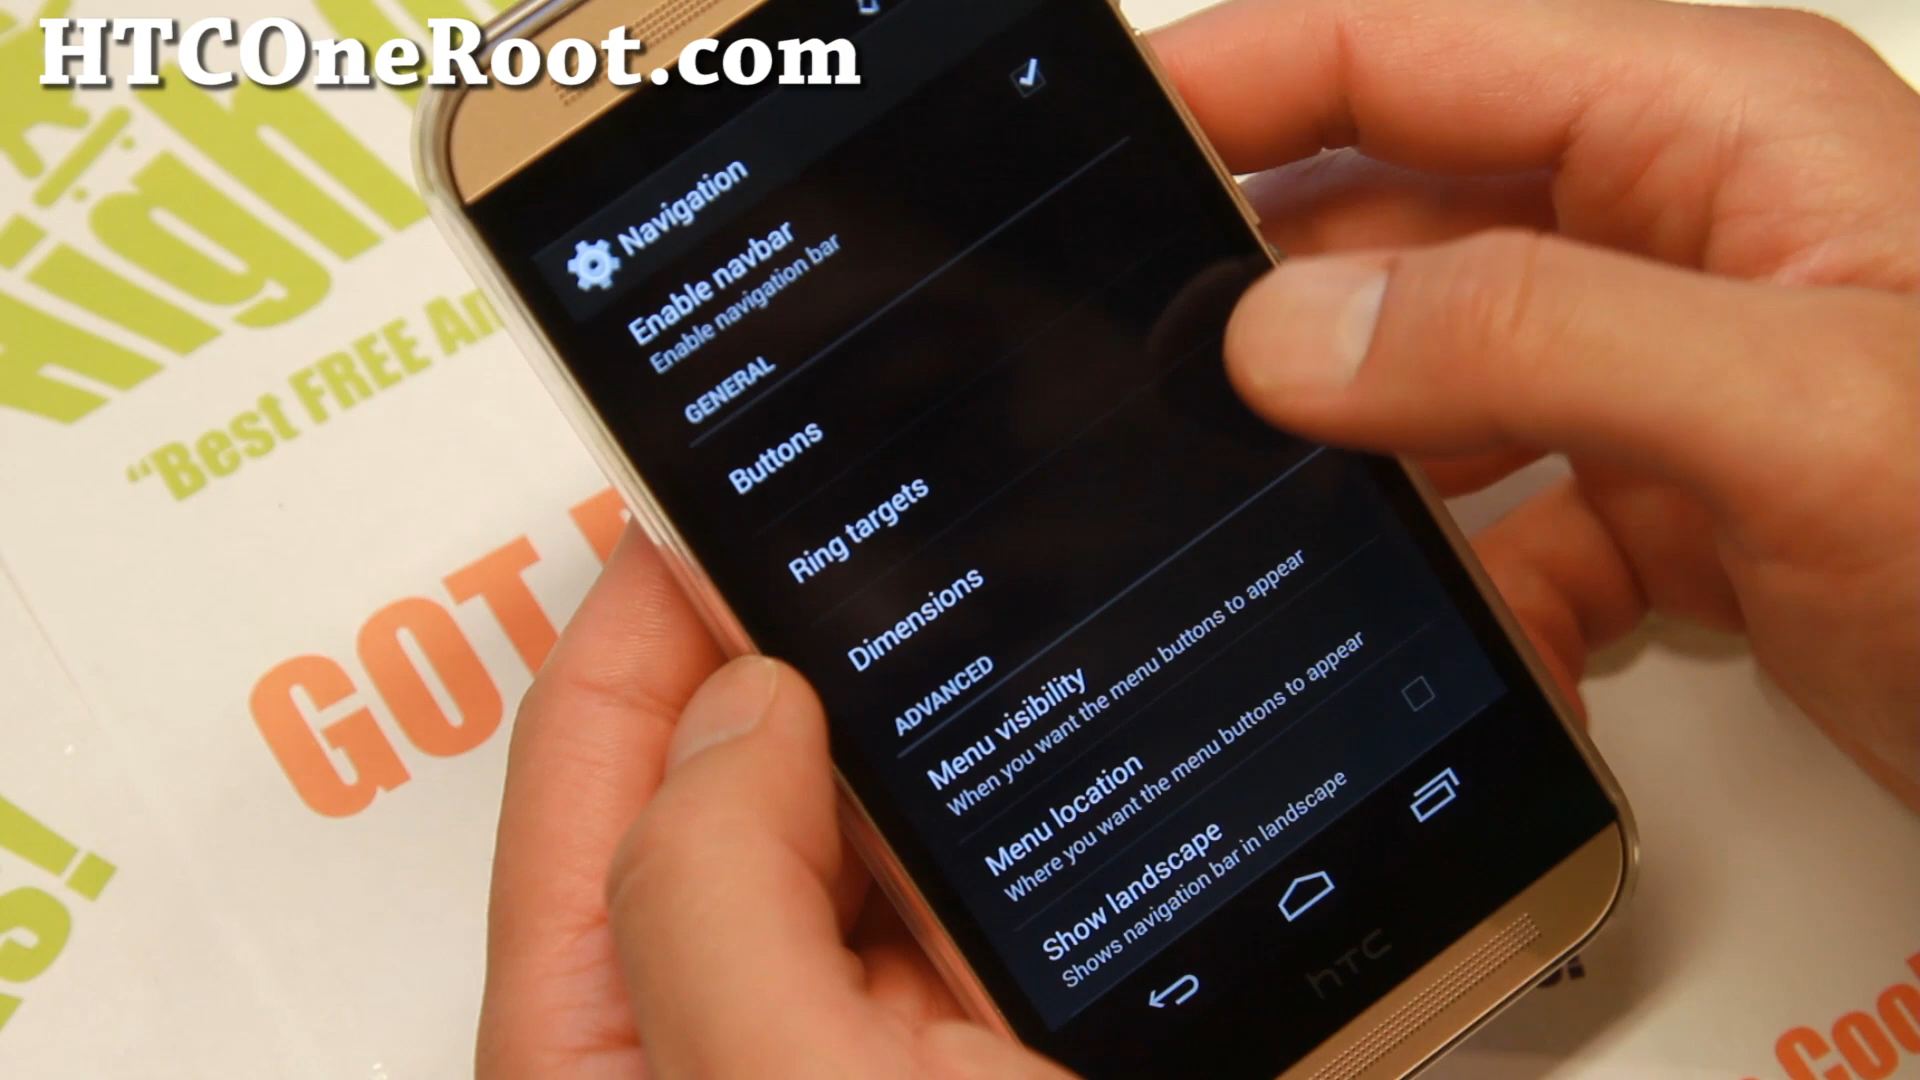 HTCOneRoot.com
High
"Best FREE An
GOT
Navigation
Enable navbar
Enable navigation bar
GENERAL
Buttons
Ring targets
Dimensions
ADVANCED
Menu visibility
When you want the menu buttons to appear
Menu location
Where you want the menu buttons to appear
Show landscape
Shows navigation bar in landscape
hTC
s!